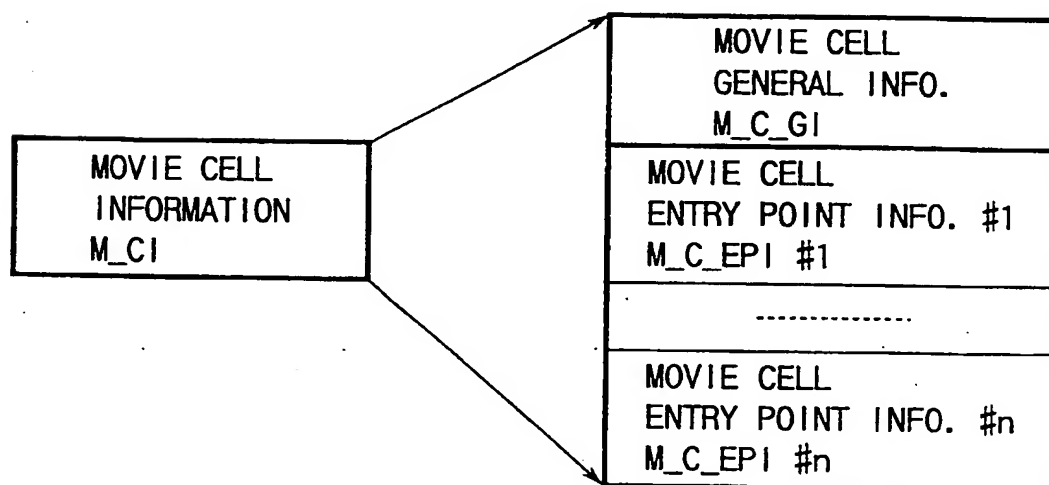 MOVIE CELL
INFORMATION
M_CI
MOVIE CELL
GENERAL INFO.
M_C_GI
MOVIE CELL
ENTRY POINT INFO. #1
M_C_EPI #1
---------------
MOVIE CELL
ENTRY POINT INFO. #n
M_C_EPI #n